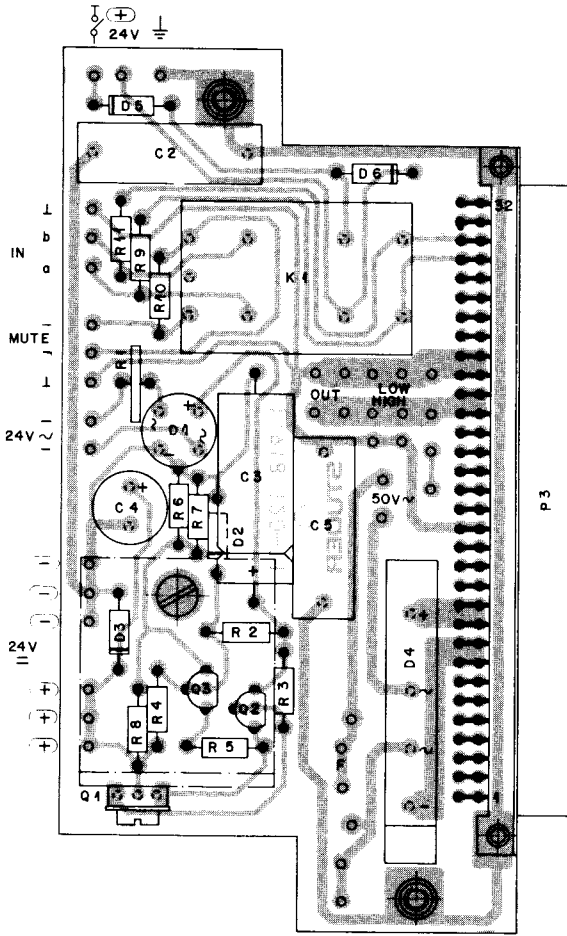 +
24V
D5
C2
D6
32
⊥
b
IN
a
R11
R9
R10
K1
MUTE
R1
OUT
LOW
HIGH
⊥
24V~
D1
+
~
~
-
C4
+
R6
R7
C3
+
D2
C5
50V~
P3
-
-
-
24V
+
+
+
D3
R2
Q3
Q2
R3
R4
R8
R5
Q1
D4
+
~
~
-
1